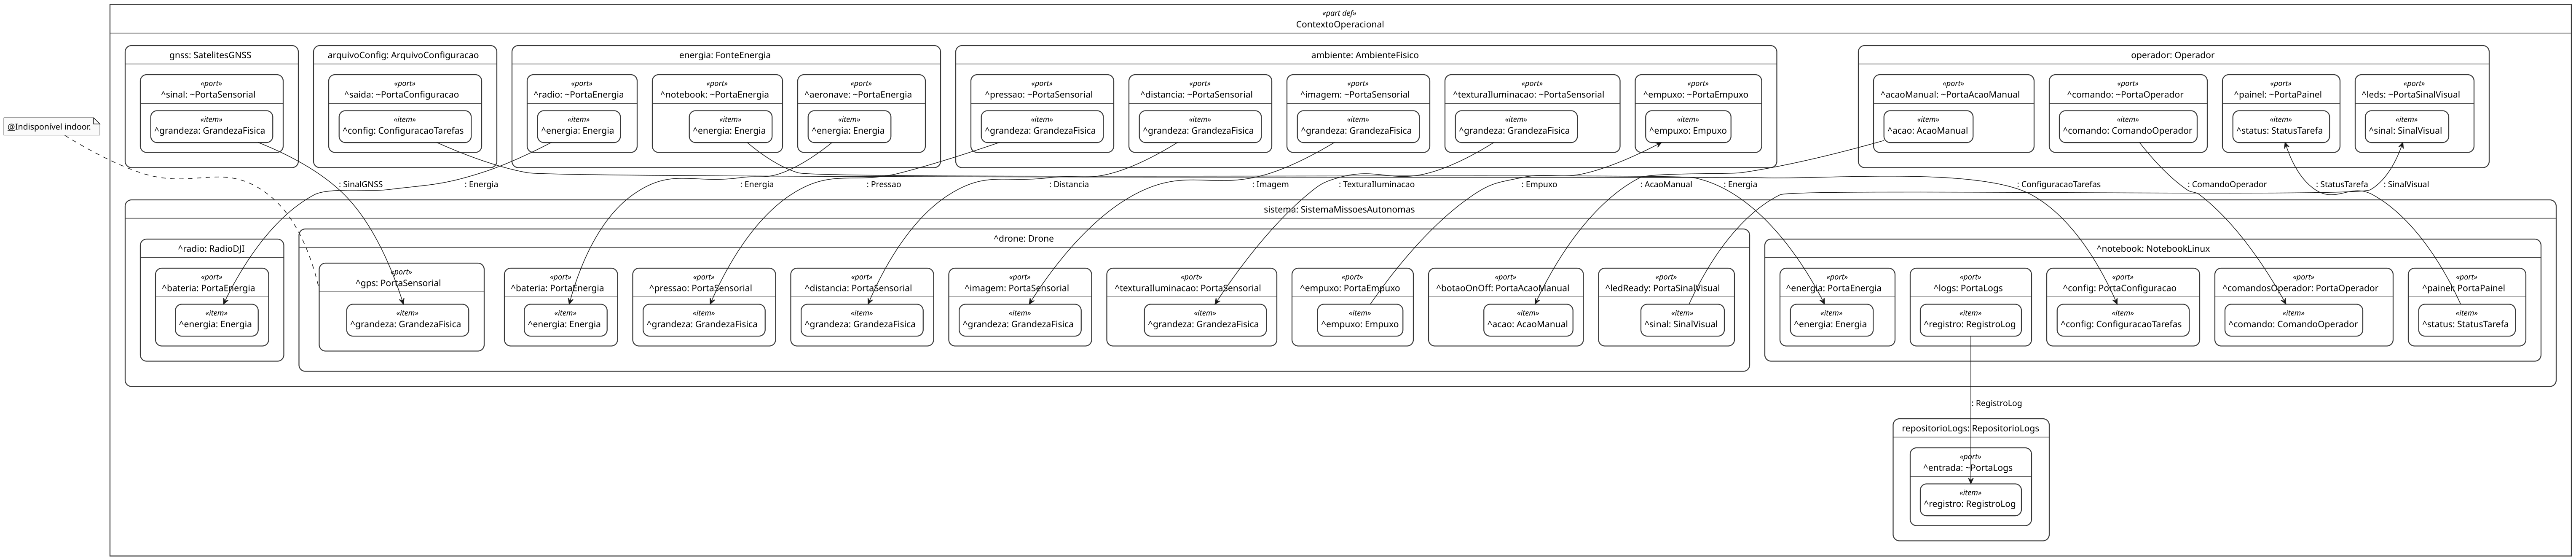 «part def»
ContextoOperacional
gnss: SatelitesGNSS
«port»
^sinal: ~PortaSensorial
«item»
^grandeza: GrandezaFisica
arquivoConfig: ArquivoConfiguracao
«port»
^saida: ~PortaConfiguracao
«item»
^config: ConfiguracaoTarefas
energia: FonteEnergia
«port»
^radio: ~PortaEnergia
«item»
^energia: Energia
«port»
^notebook: ~PortaEnergia
«item»
^energia: Energia
«port»
^aeronave: ~PortaEnergia
«item»
^energia: Energia
ambiente: AmbienteFisico
«port»
^pressao: ~PortaSensorial
«item»
^grandeza: GrandezaFisica
«port»
^distancia: ~PortaSensorial
«item»
^grandeza: GrandezaFisica
«port»
^imagem: ~PortaSensorial
«item»
^grandeza: GrandezaFisica
«port»
^texturaIluminacao: ~PortaSensorial
«item»
^grandeza: GrandezaFisica
«port»
^empuxo: ~PortaEmpuxo
«item»
^empuxo: Empuxo
operador: Operador
«port»
^acaoManual: ~PortaAcaoManual
«item»
^acao: AcaoManual
«port»
^comando: ~PortaOperador
«item»
^comando: ComandoOperador
«port»
^painel: ~PortaPainel
«item»
^status: StatusTarefa
«port»
^leds: ~PortaSinalVisual
«item»
^sinal: SinalVisual
@Indisponível indoor.
: SinalGNSS
: Energia
: Energia
: Pressao
: Distancia
: Imagem
: TexturaIluminacao
: Empuxo
: AcaoManual
: Energia
: ConfiguracaoTarefas
: ComandoOperador
: StatusTarefa
: SinalVisual
sistema: SistemaMissoesAutonomas
^radio: RadioDJI
«port»
^bateria: PortaEnergia
«item»
^energia: Energia
^drone: Drone
«port»
^gps: PortaSensorial
«item»
^grandeza: GrandezaFisica
«port»
^bateria: PortaEnergia
«item»
^energia: Energia
«port»
^pressao: PortaSensorial
«item»
^grandeza: GrandezaFisica
«port»
^distancia: PortaSensorial
«item»
^grandeza: GrandezaFisica
«port»
^imagem: PortaSensorial
«item»
^grandeza: GrandezaFisica
«port»
^texturaIluminacao: PortaSensorial
«item»
^grandeza: GrandezaFisica
«port»
^empuxo: PortaEmpuxo
«item»
^empuxo: Empuxo
«port»
^botaoOnOff: PortaAcaoManual
«item»
^acao: AcaoManual
«port»
^ledReady: PortaSinalVisual
«item»
^sinal: SinalVisual
^notebook: NotebookLinux
«port»
^energia: PortaEnergia
«item»
^energia: Energia
«port»
^logs: PortaLogs
«item»
^registro: RegistroLog
«port»
^config: PortaConfiguracao
«item»
^config: ConfiguracaoTarefas
«port»
^comandosOperador: PortaOperador
«item»
^comando: ComandoOperador
«port»
^painel: PortaPainel
«item»
^status: StatusTarefa
: RegistroLog
repositorioLogs: RepositorioLogs
«port»
^entrada: ~PortaLogs
«item»
^registro: RegistroLog